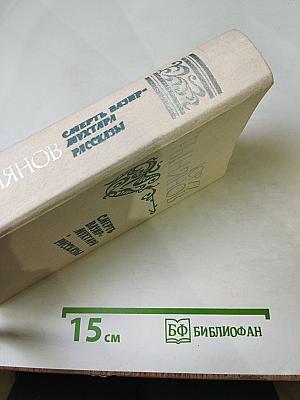 ЯНОВ
СМЕРТЬ ВАЗИР-
МУХТАРА
РАССКАЗЫ
СМЕРТЬ
ВАЗИР-
МУХТАРА
РАССКАЗЫ
15 см
БФ БИБЛИОФАН